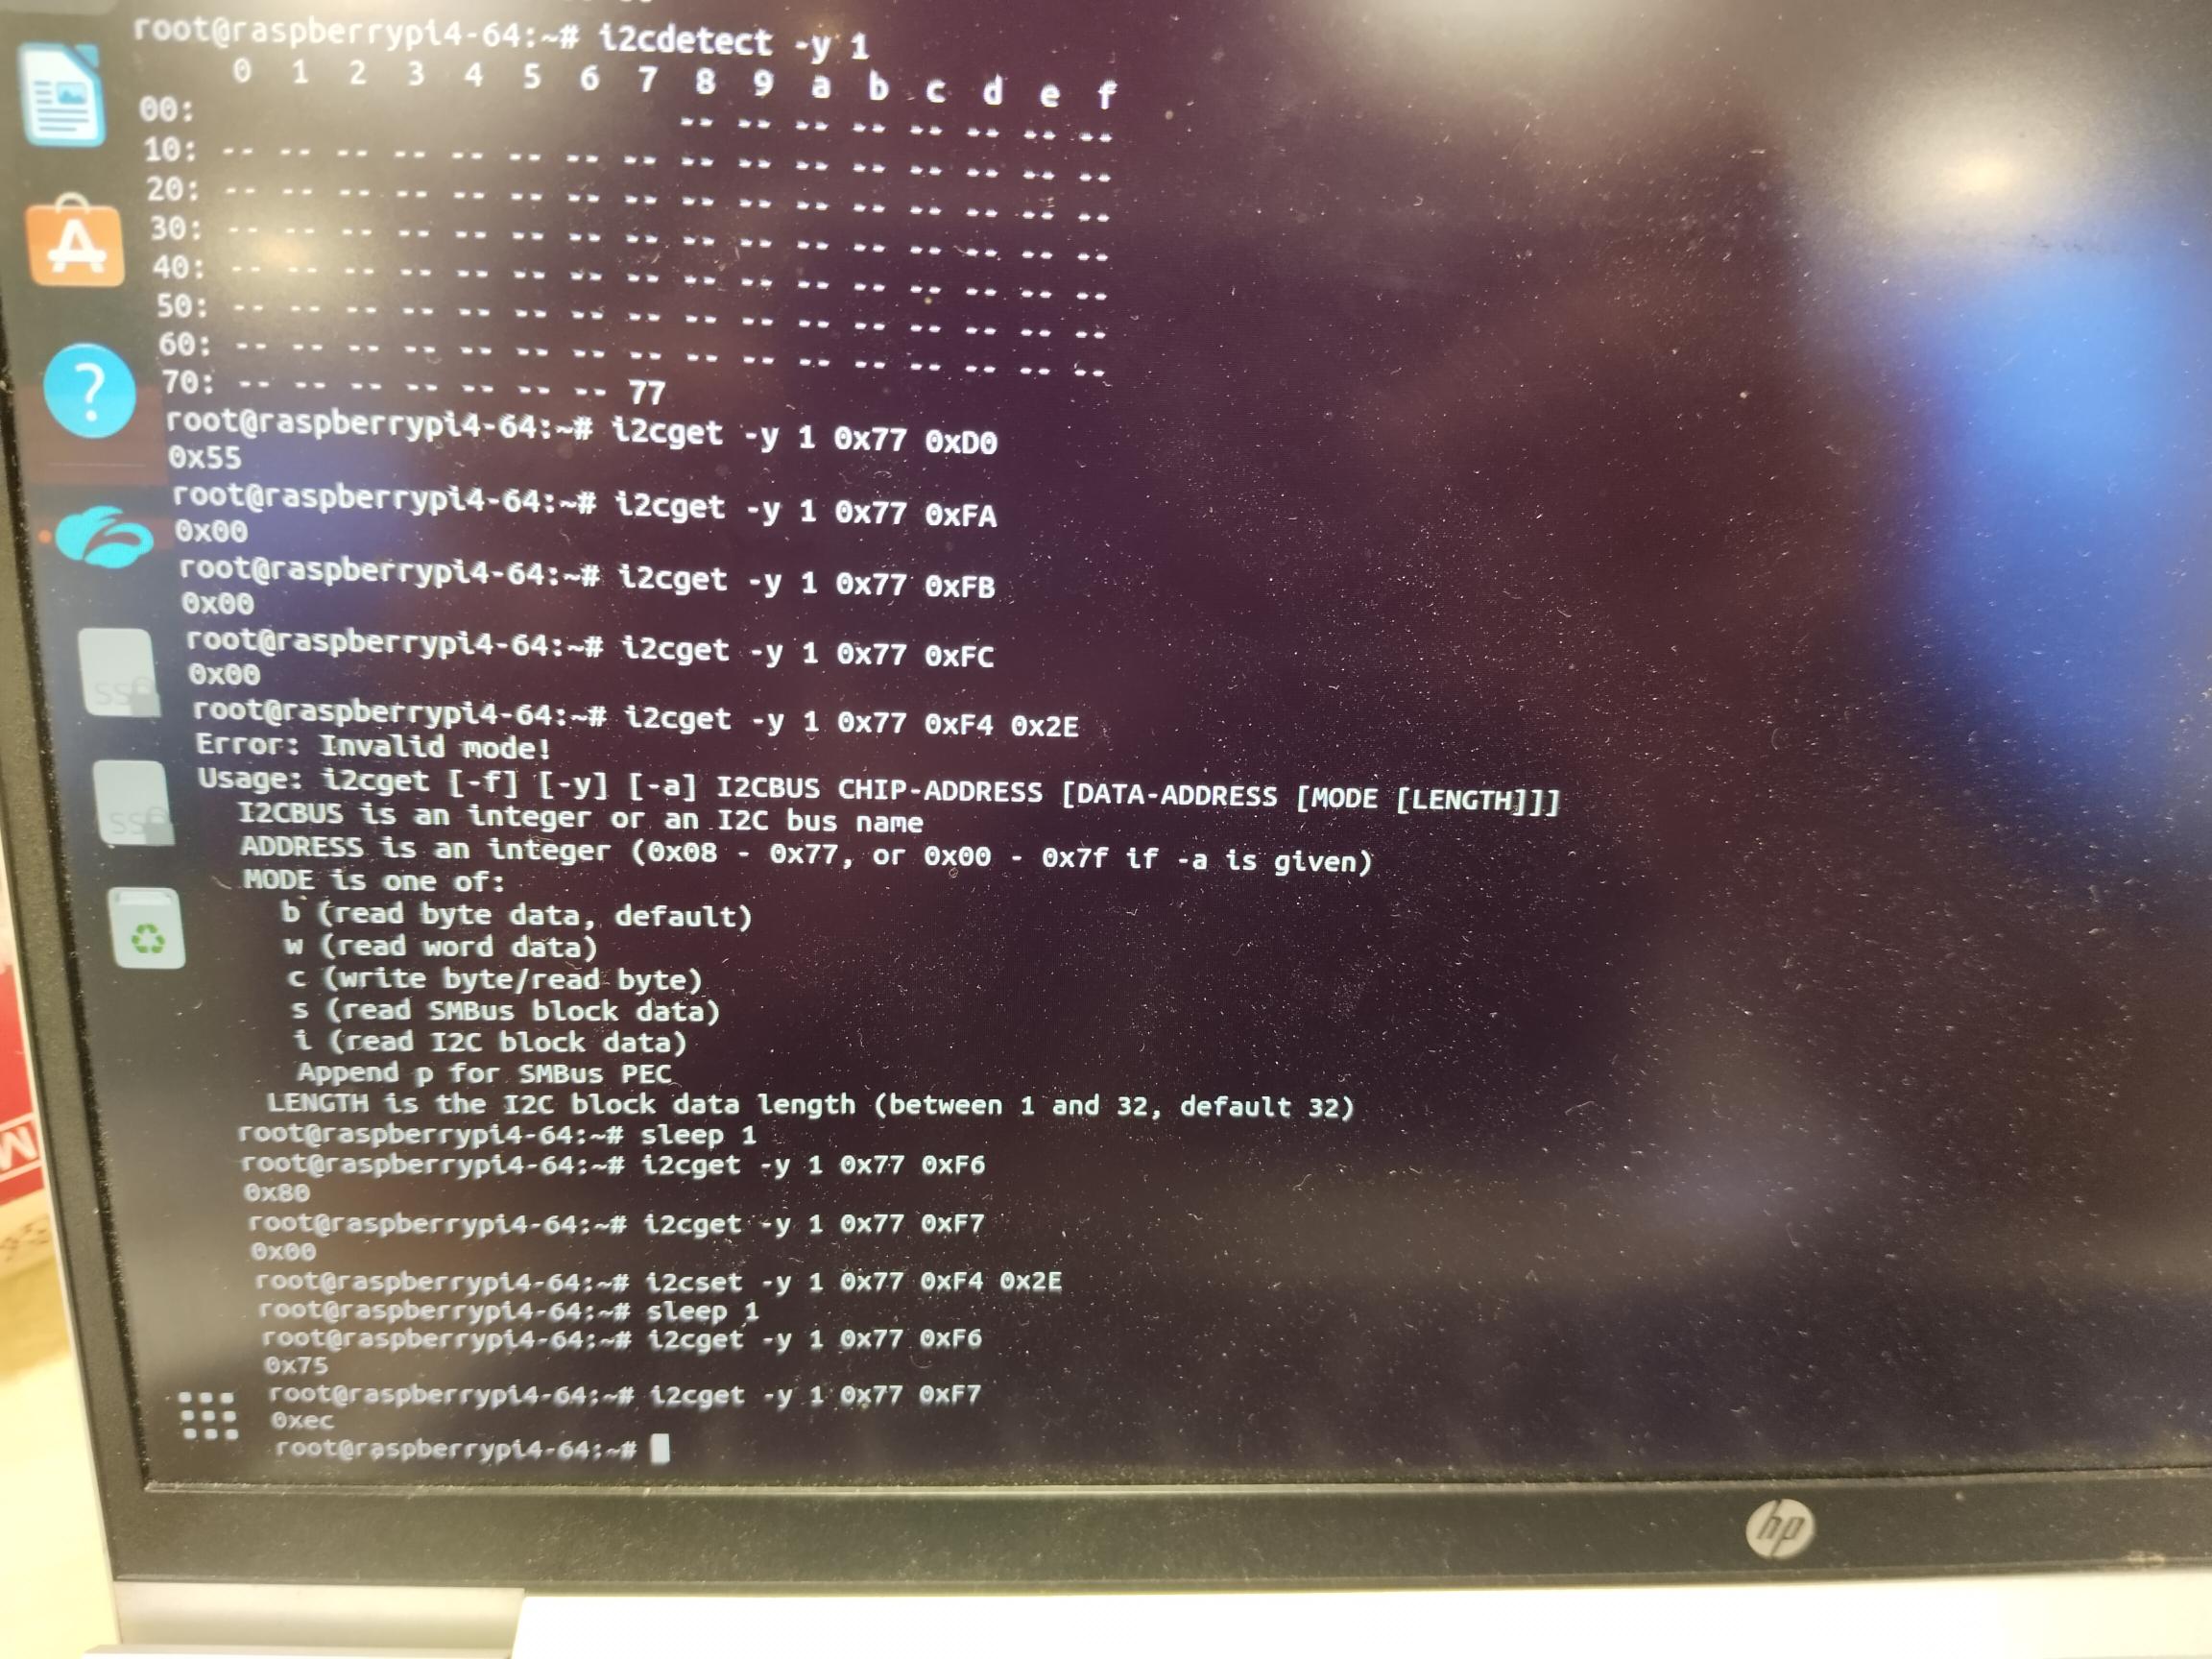 root@raspberrypi4-64:~# i2cdetect -y 1
0 1 2 3 4 5 6 7 8 9 a b c d e f
00: -- -- -- -- -- -- -- --
10: -- -- -- -- -- -- -- -- -- -- -- -- -- -- -- --
20: -- -- -- -- -- -- -- -- -- -- -- -- -- -- -- --
30: -- -- -- -- -- -- -- -- -- -- -- -- -- -- -- --
40: -- -- -- -- -- -- -- -- -- -- -- -- -- -- -- --
50: -- -- -- -- -- -- -- -- -- -- -- -- -- -- -- --
60: -- -- -- -- -- -- -- -- -- -- -- -- -- -- -- --
70: -- -- -- -- -- -- -- 77
root@raspberrypi4-64:~# i2cget -y 1 0x77 0xD0
0x55
root@raspberrypi4-64:~# i2cget -y 1 0x77 0xFA
0x00
root@raspberrypi4-64:~# i2cget -y 1 0x77 0xFB
0x00
root@raspberrypi4-64:~# i2cget -y 1 0x77 0xFC
0x00
root@raspberrypi4-64:~# i2cget -y 1 0x77 0xF4 0x2E
Error: Invalid mode!
Usage: i2cget [-f] [-y] [-a] I2CBUS CHIP-ADDRESS [DATA-ADDRESS [MODE [LENGTH]]]
I2CBUS is an integer or an I2C bus name
ADDRESS is an integer (0x08 - 0x77, or 0x00 - 0x7f if -a is given)
MODE is one of:
b (read byte data, default)
w (read word data)
c (write byte/read byte)
s (read SMBus block data)
i (read I2C block data)
Append p for SMBus PEC
LENGTH is the I2C block data length (between 1 and 32, default 32)
root@raspberrypi4-64:~# sleep 1
root@raspberrypi4-64:~# i2cget -y 1 0x77 0xF6
0x80
root@raspberrypi4-64:~# i2cget -y 1 0x77 0xF7
0x00
root@raspberrypi4-64:~# i2cset -y 1 0x77 0xF4 0x2E
root@raspberrypi4-64:~# sleep 1
root@raspberrypi4-64:~# i2cget -y 1 0x77 0xF6
0x75
root@raspberrypi4-64:~# i2cget -y 1 0x77 0xF7
0xec
root@raspberrypi4-64:~#
hp